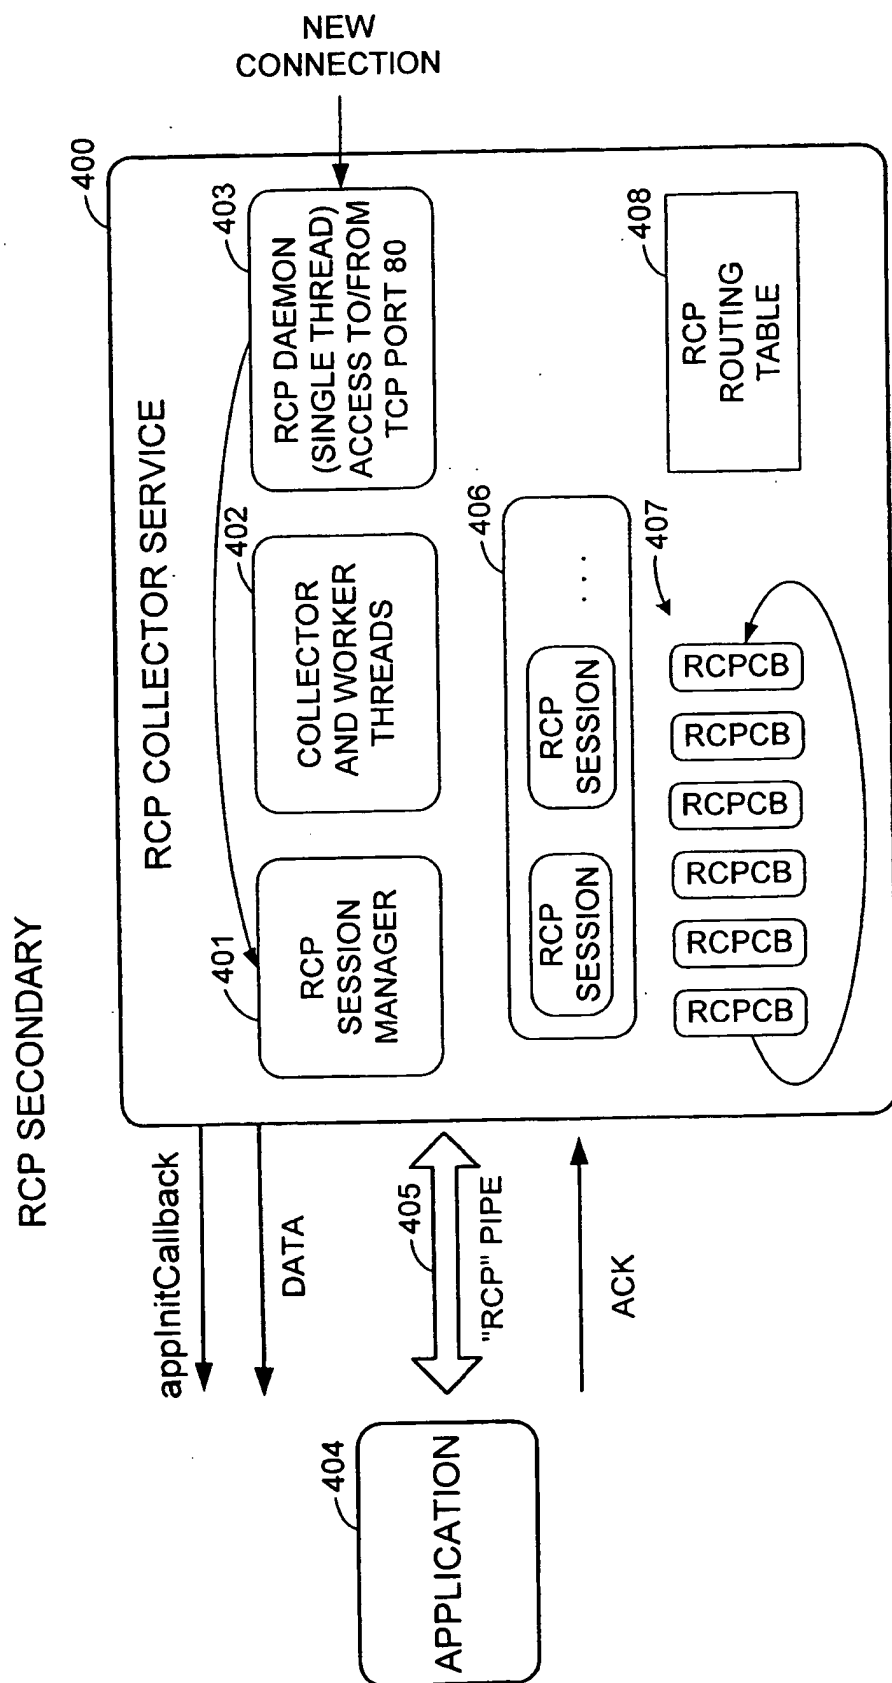 RCP SECONDARY
NEW
CONNECTION
400
RCP COLLECTOR SERVICE
401
RCP
SESSION
MANAGER
402
COLLECTOR
AND WORKER
THREADS
403
RCP DAEMON
(SINGLE THREAD)
ACCESS TO/FROM
TCP PORT 80
appInitCallback
DATA
404
APPLICATION
405
"RCP" PIPE
ACK
406
RCP
SESSION
RCP
SESSION
. . .
407
RCPCB
RCPCB
RCPCB
RCPCB
RCPCB
RCPCB
408
RCP
ROUTING
TABLE